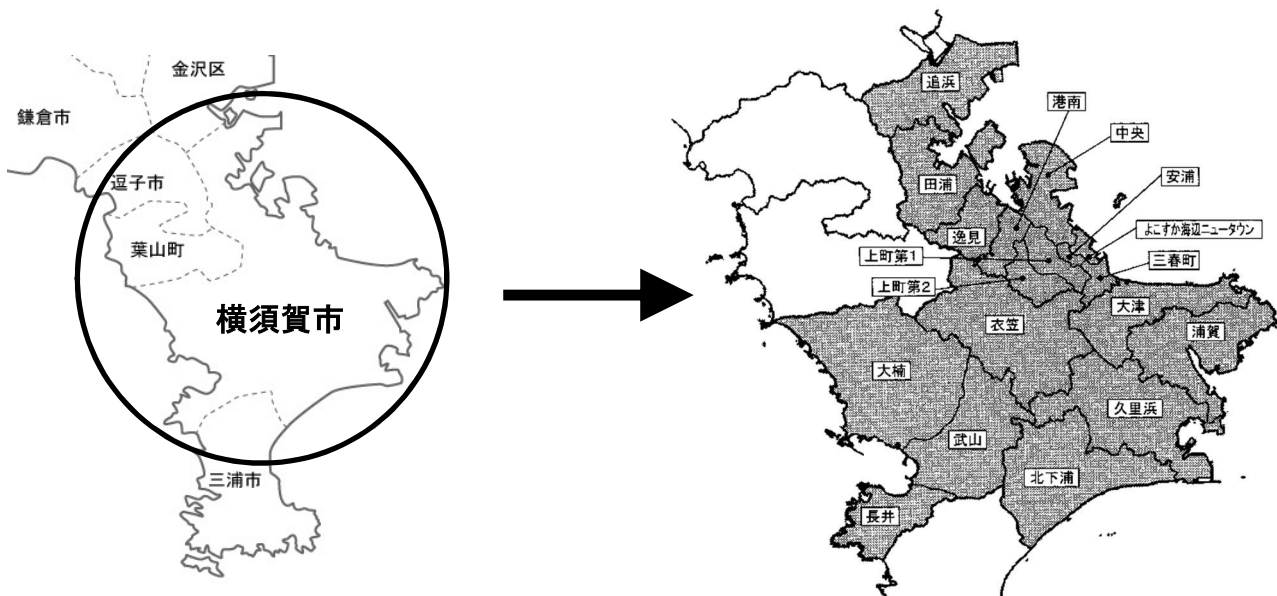 金沢区
鎌倉市
逗子市
葉山町
横須賀市
三浦市
追浜
港南
中央
田浦
安浦
逸見
よこすか海辺ニュータウン
上町第1
三春町
上町第2
大津
衣笠
浦賀
大楠
久里浜
武山
北下浦
長井